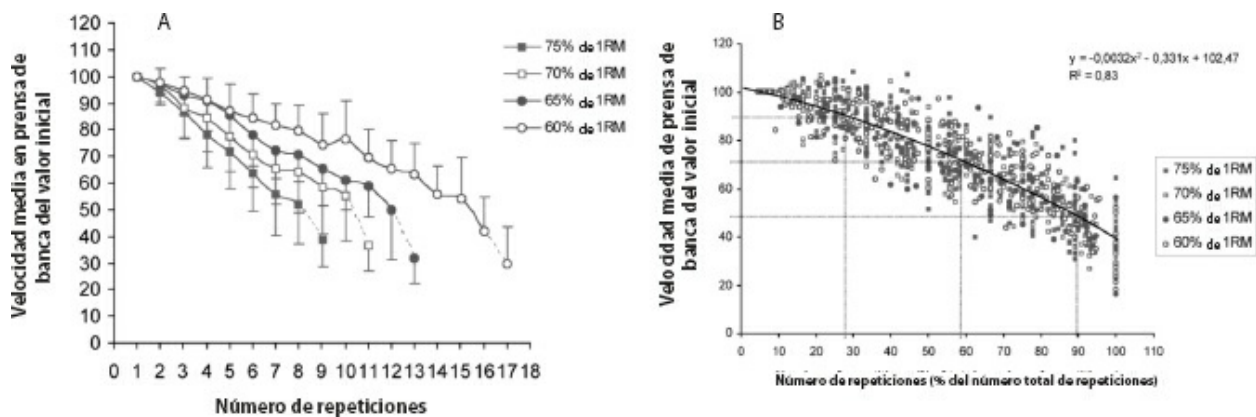 A
120
110
100
90
80
70
60
50
40
30
20
10
0
Velocidad media en prensa de
banca del valor inicial
75% de 1RM
70% de 1RM
65% de 1RM
60% de 1RM
0 1 2 3 4 5 6 7 8 9 10 11 12 13 14 15 16 17 18
Número de repeticiones
B
120
100
80
60
40
20
0
Velodidad media de prensa de
banca del valor inicial
y = -0,0032x² - 0,331x + 102,47
R² = 0,83
75% de 1RM
70% de 1RM
65% de 1RM
60% de 1RM
0 10 20 30 40 50 60 70 80 90 100 110
Número de repeticiones (% del número total de repeticiones)